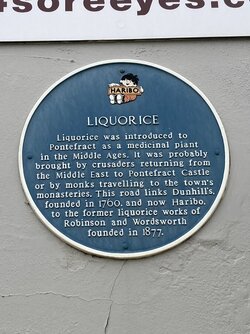 4soreeyes.c
HARIBO
LIQUORICE
Liquorice was introduced to
Pontefract as a medicinal plant
in the Middle Ages. It was probably
brought by crusaders returning from
the Middle East to Pontefract Castle
or by monks travelling to the town's
monasteries. This road links Dunhill's,
founded in 1760, and now Haribo,
to the former liquorice works of
Robinson and Wordsworth
founded in 1877.